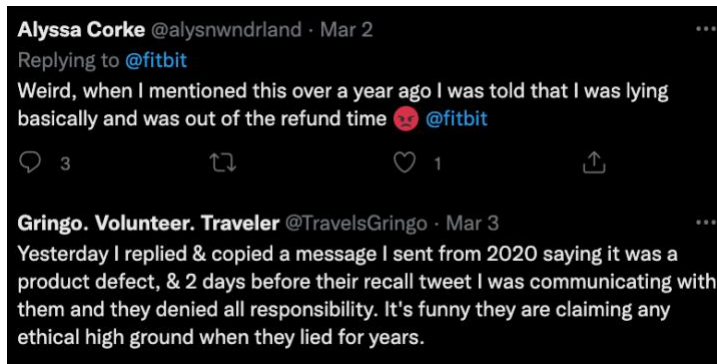 Alyssa Corke @alysnwndrland · Mar 2
Replying to @fitbit
Weird, when I mentioned this over a year ago I was told that I was lying
basically and was out of the refund time 😡 @fitbit
3 1
Gringo. Volunteer. Traveler @TravelsGringo · Mar 3
Yesterday I replied & copied a message I sent from 2020 saying it was a
product defect, & 2 days before their recall tweet I was communicating with
them and they denied all responsibility. It's funny they are claiming any
ethical high ground when they lied for years.